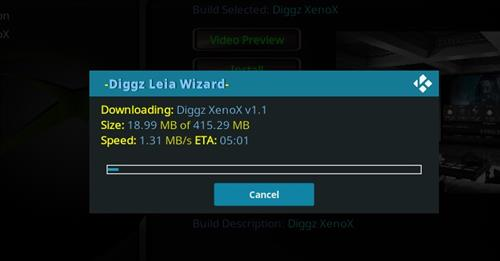 Build Selected: Diggz XenoX
Video Preview
Install
-Diggz Leia Wizard-
Downloading: Diggz XenoX v1.1
Size: 18.99 MB of 415.29 MB
Speed: 1.31 MB/s ETA: 05:01
Cancel
Build Description: Diggz XenoX